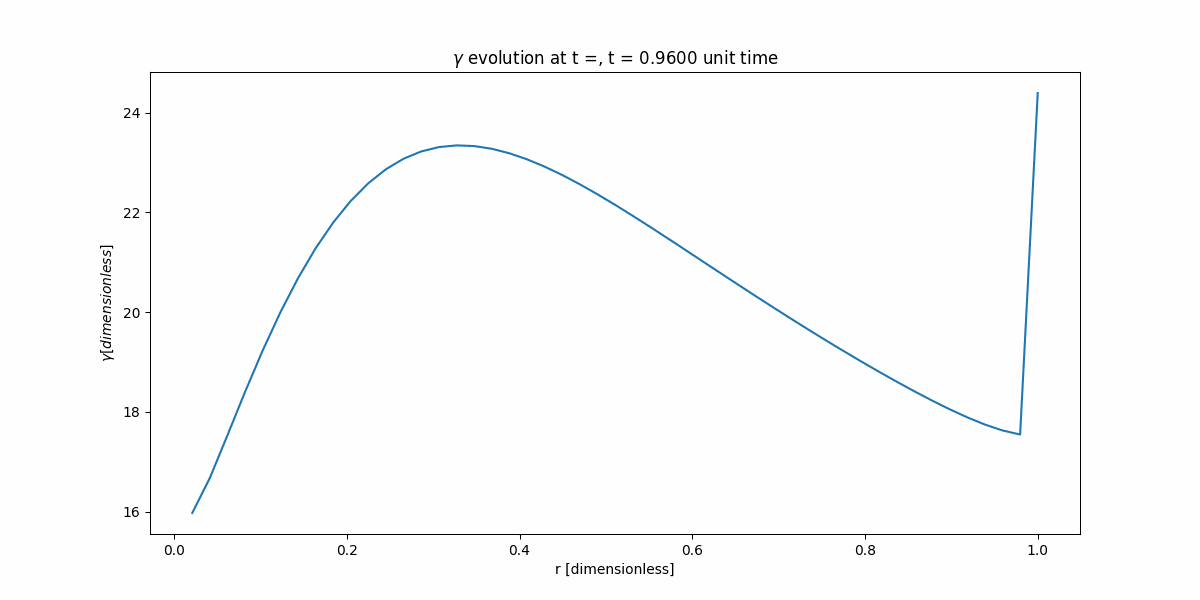 γ evolution at t =, t = 0.9600 unit time
γ[dimensionless]
24
22
20
18
16
0.0 0.2 0.4 0.6 0.8 1.0
r [dimensionless]